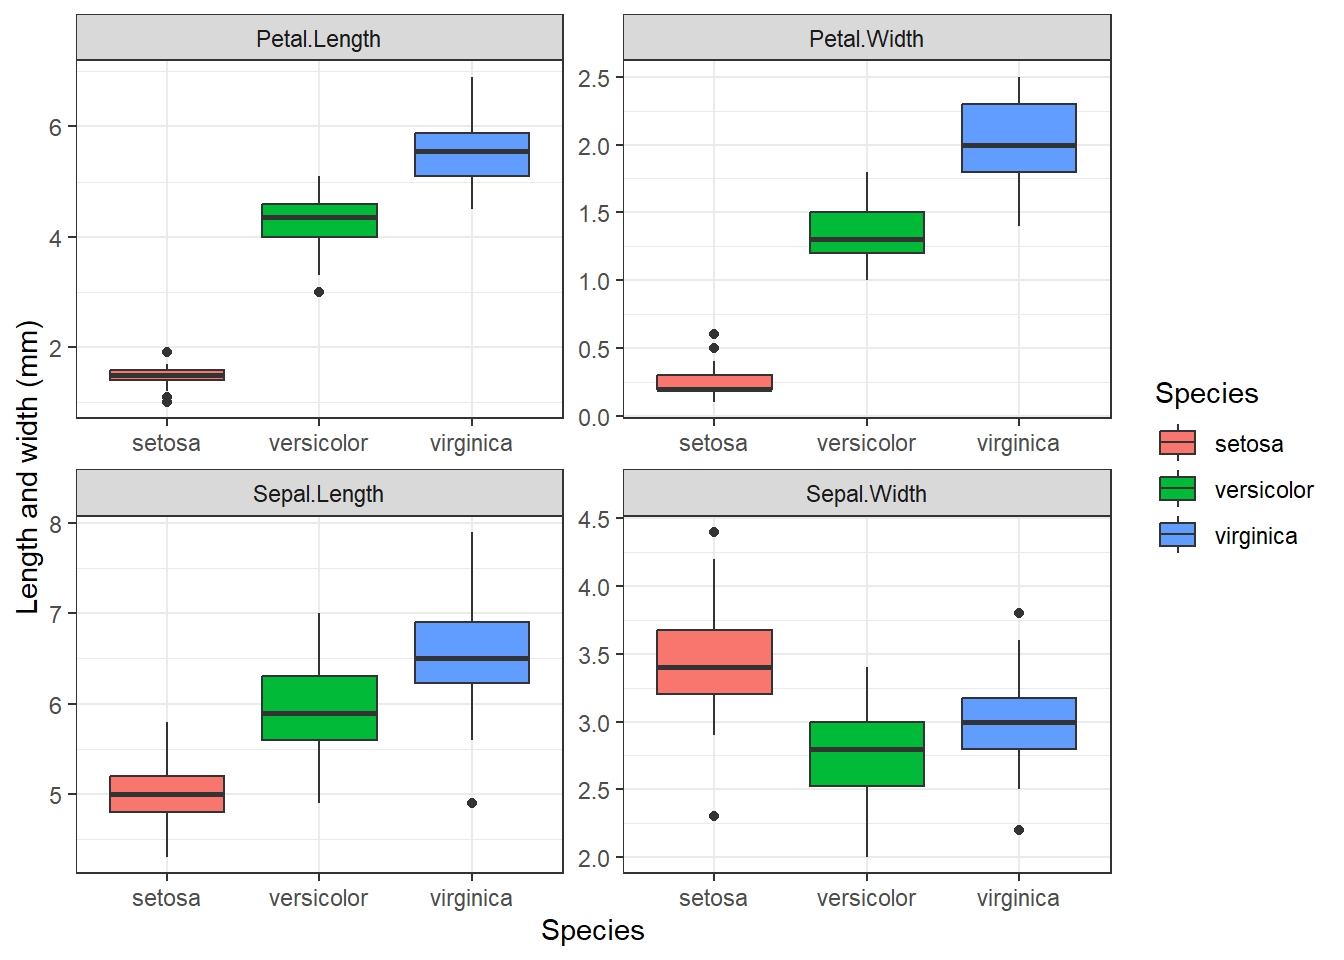 Petal.Length
Petal.Width
6
4
2
2.5
2.0
1.5
1.0
0.5
0.0
setosa versicolor virginica
setosa versicolor virginica
Sepal.Length
Sepal.Width
8
7
6
5
4.5
4.0
3.5
3.0
2.5
2.0
setosa versicolor virginica
setosa versicolor virginica
Length and width (mm)
Species
Species
setosa
versicolor
virginica